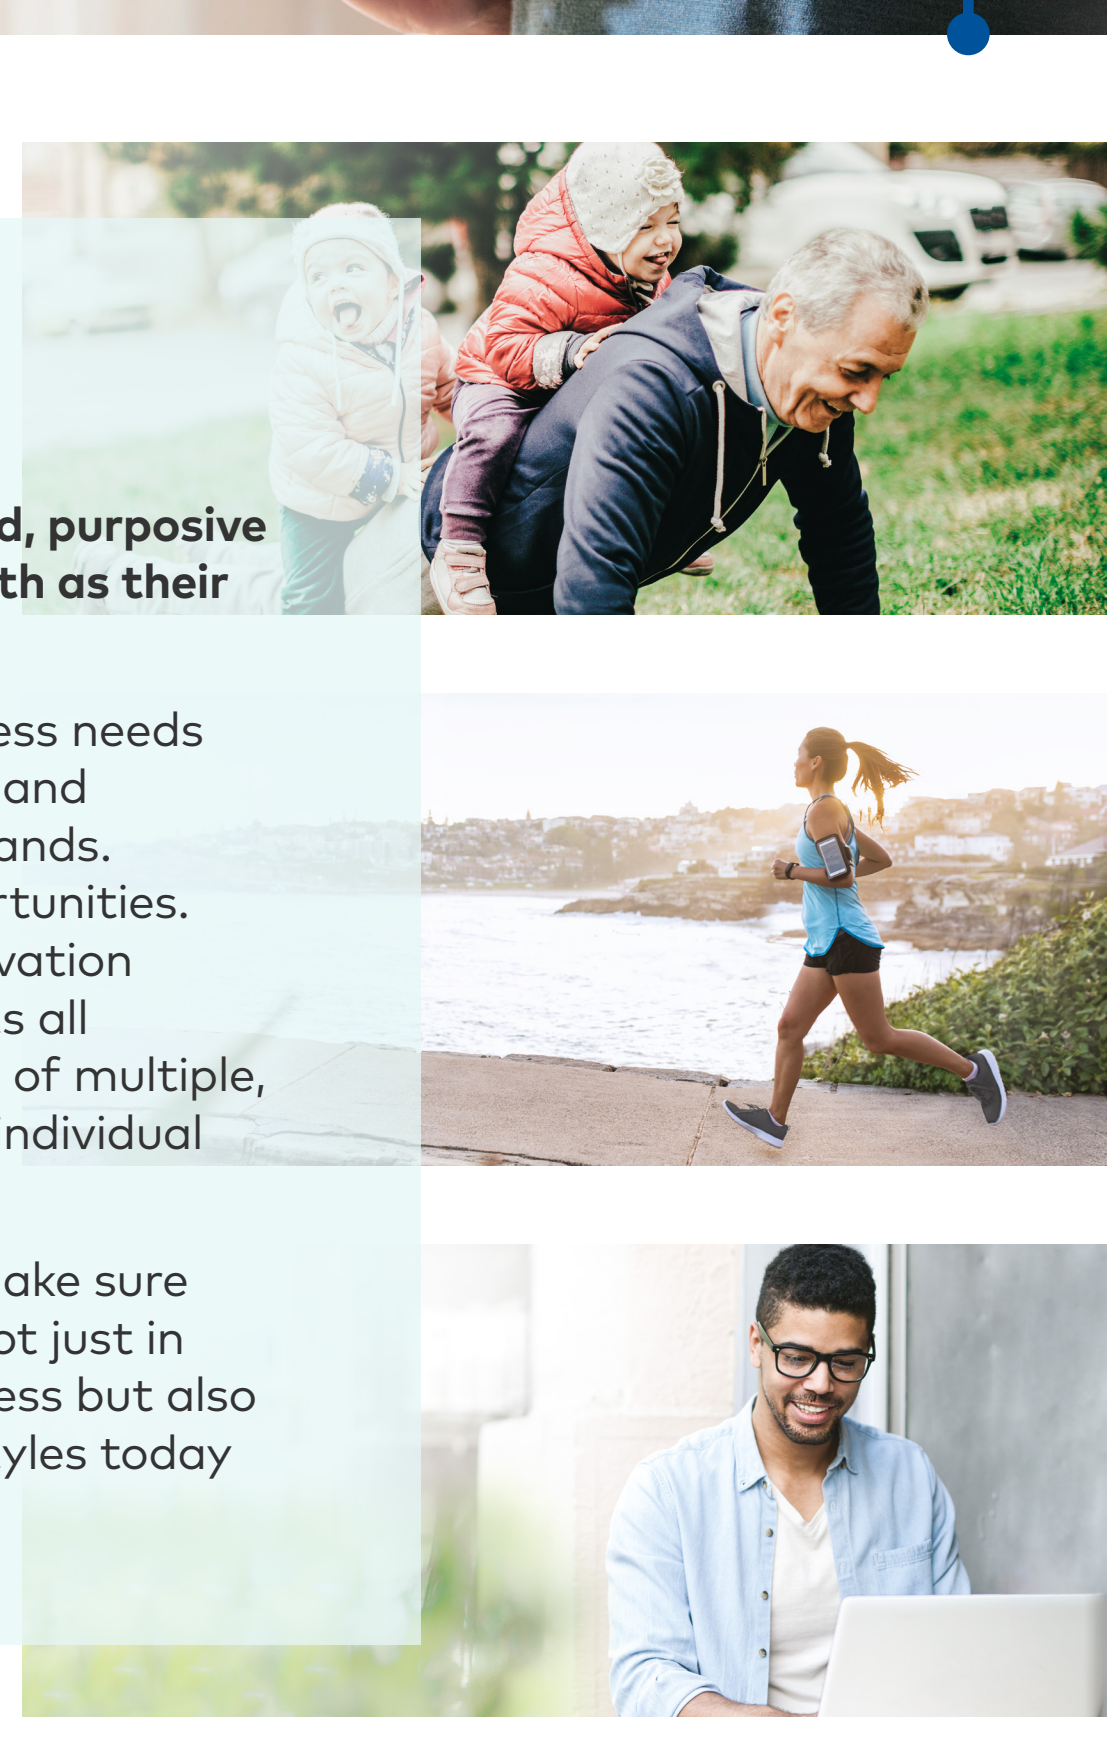 d, purposive
th as their
ess needs
and
ands.
rtunities.
vation
s all
of multiple,
individual
ake sure
ot just in
ess but also
yles today